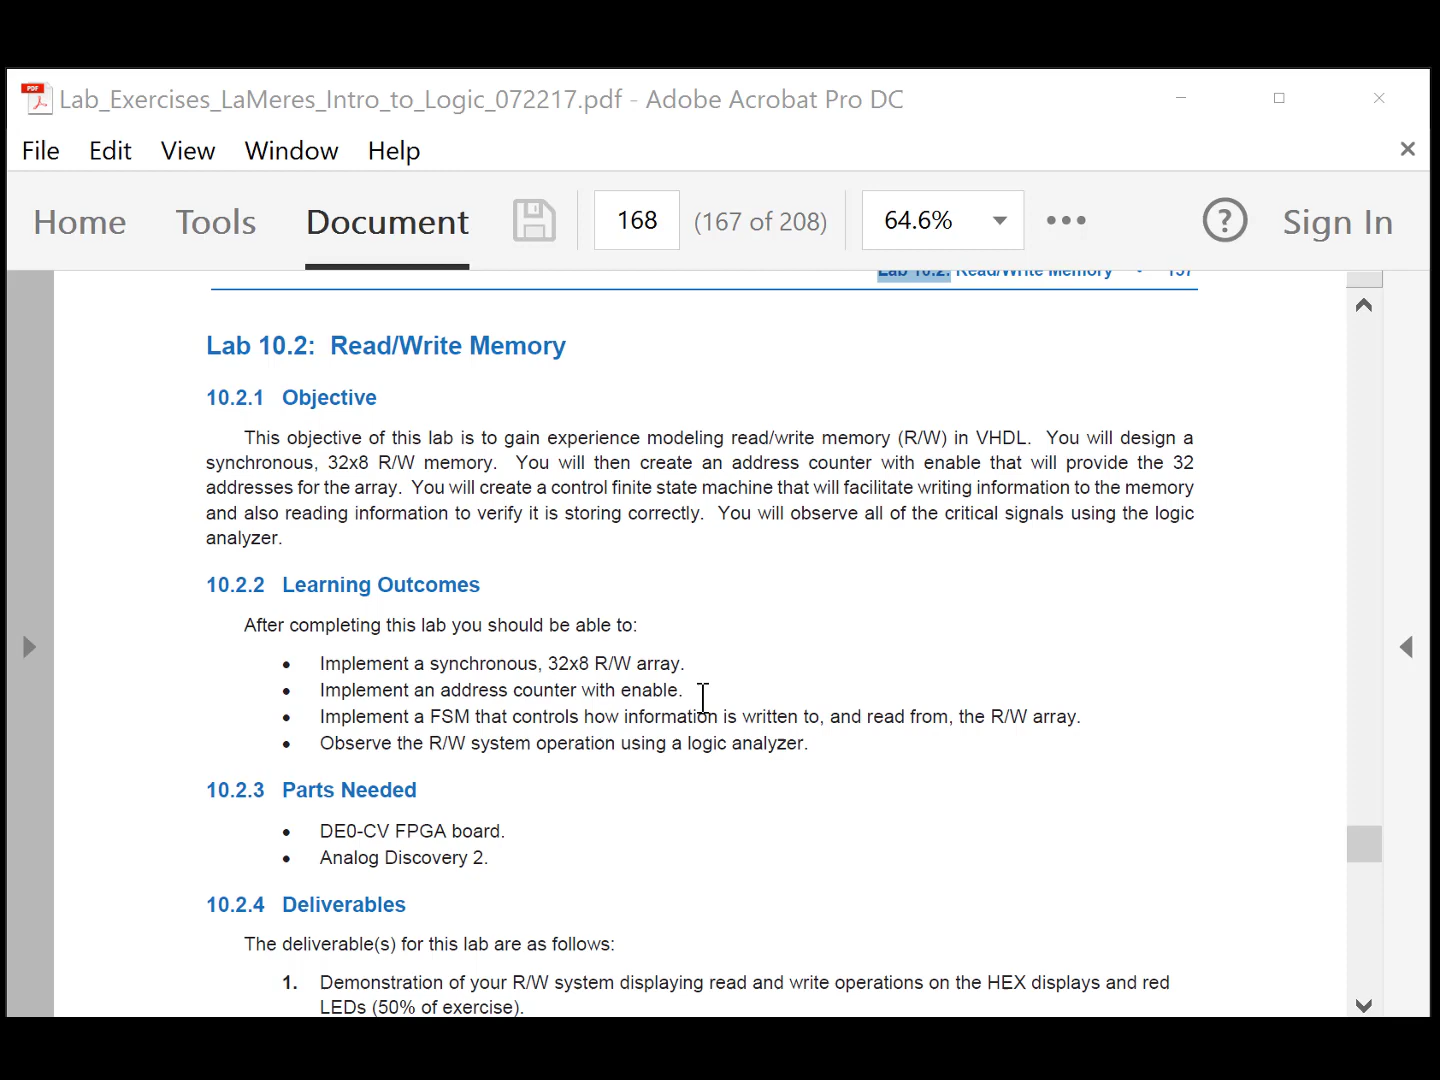 PDF
Lab_Exercises_LaMeres_Intro_to_Logic_072217.pdf - Adobe Acrobat Pro DC
File Edit View Window Help
Home Tools Document 168 (167 of 208) 64.6% ••• ? Sign In
Lab 10.2: Read/Write Memory • 157
Lab 10.2: Read/Write Memory
10.2.1 Objective
This objective of this lab is to gain experience modeling read/write memory (R/W) in VHDL. You will design a
synchronous, 32x8 R/W memory. You will then create an address counter with enable that will provide the 32
addresses for the array. You will create a control finite state machine that will facilitate writing information to the memory
and also reading information to verify it is storing correctly. You will observe all of the critical signals using the logic
analyzer.
10.2.2 Learning Outcomes
After completing this lab you should be able to:
• Implement a synchronous, 32x8 R/W array.
• Implement an address counter with enable.
• Implement a FSM that controls how information is written to, and read from, the R/W array.
• Observe the R/W system operation using a logic analyzer.
10.2.3 Parts Needed
• DE0-CV FPGA board.
• Analog Discovery 2.
10.2.4 Deliverables
The deliverable(s) for this lab are as follows:
1. Demonstration of your R/W system displaying read and write operations on the HEX displays and red
LEDs (50% of exercise).